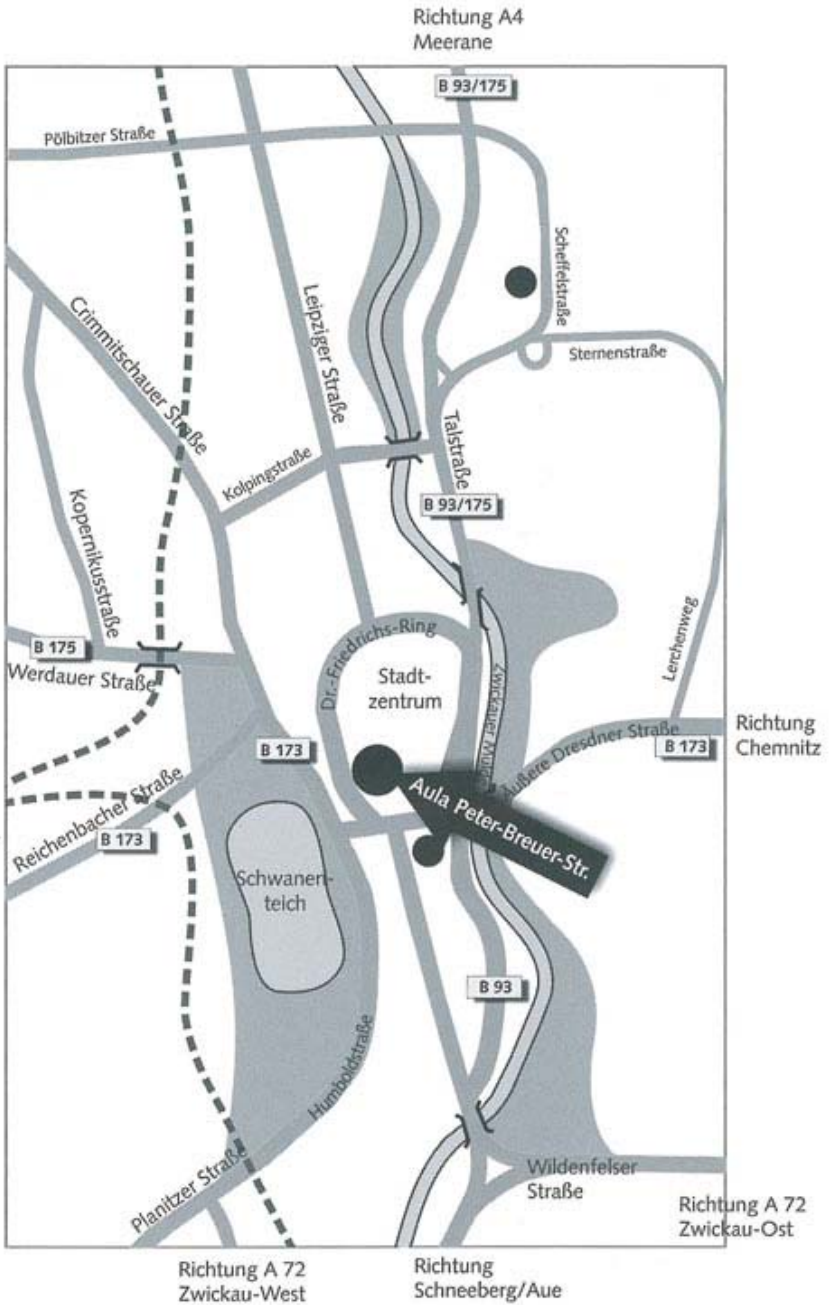 Richtung A4
Meerane
B 93/175
Pölbitzer Straße
Scheffelstraße
Leipziger Straße
Crimmitschauer Straße
Sternenstraße
Talstraße
Kolpingstraße
B 93/175
Kopernikusstraße
Lerchenweg
Dr.-Friedrichs-Ring
B 175
Werdauer Straße
Stadt-
zentrum
Zwickauer Mulde
Richtung
Chemnitz
B 173
B 173
Äußere Dresdner Straße
Aula Peter-Breuer-Str.
Reichenbacher Straße
B 173
Schwanen-
teich
B 93
Humboldstraße
Planitzer Straße
Wildenfelser
Straße
Richtung A 72
Zwickau-Ost
Richtung A 72
Zwickau-West
Richtung
Schneeberg/Aue